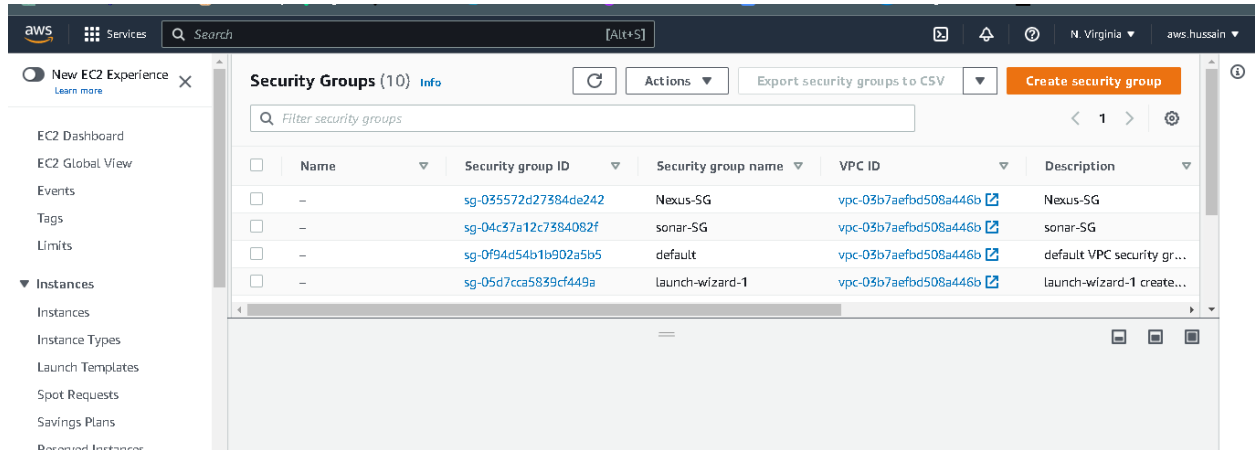 aws Services Search [Alt+S] N. Virginia ▼ aws.hussain ▼
New EC2 Experience
Learn more
EC2 Dashboard
EC2 Global View
Events
Tags
Limits
▼ Instances
Instances
Instance Types
Launch Templates
Spot Requests
Savings Plans
Reserved Instances
Security Groups (10) Info Actions ▼ Export security groups to CSV ▼ Create security group
Filter security groups 1
Name Security group ID Security group name VPC ID Description
– sg-035572d27384de242 Nexus-SG vpc-03b7aefbd508a446b Nexus-SG
– sg-04c37a12c7384082f sonar-SG vpc-03b7aefbd508a446b sonar-SG
– sg-0f94d54b1b902a5b5 default vpc-03b7aefbd508a446b default VPC security gr...
– sg-05d7cca5839cf449a launch-wizard-1 vpc-03b7aefbd508a446b launch-wizard-1 create...